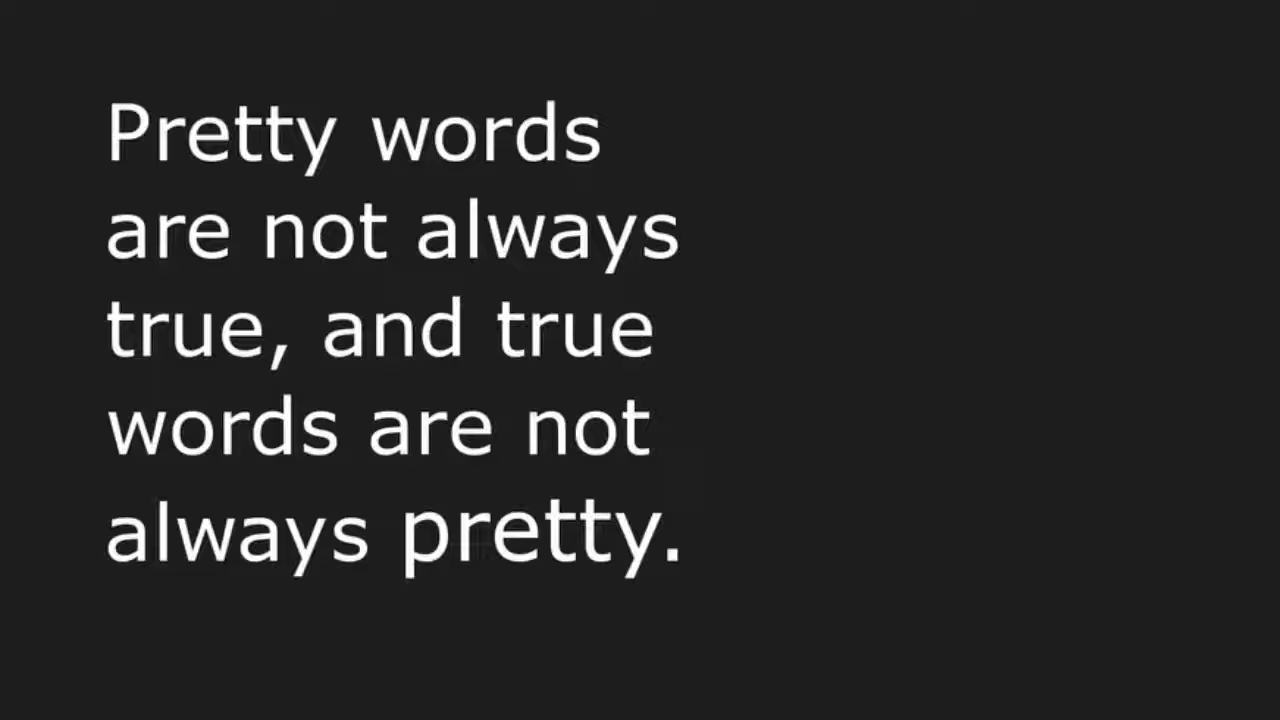 Pretty words
are not always
true, and true
words are not
always pretty.